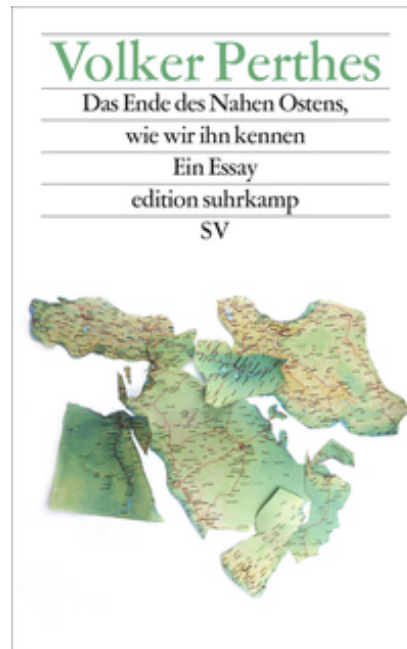 Volker Perthes
Das Ende des Nahen Ostens,
wie wir ihn kennen
Ein Essay
edition suhrkamp
SV